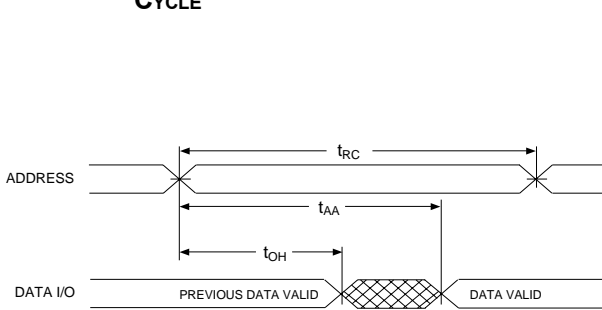 CYCLE
tRC
ADDRESS
tAA
tOH
DATA I/O
PREVIOUS DATA VALID
DATA VALID